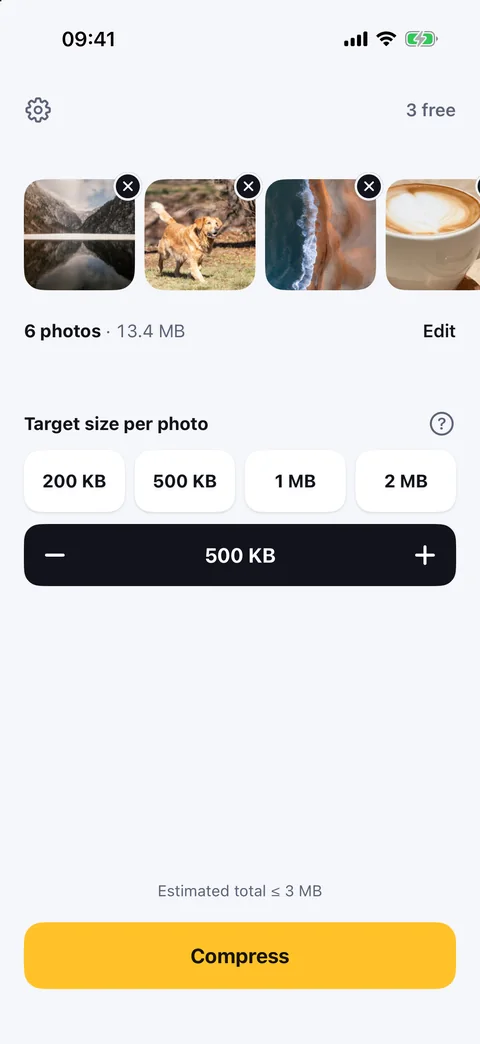 09:41
3 free
6 photos · 13.4 MB
Edit
Target size per photo
?
200 KB
500 KB
1 MB
2 MB
500 KB
Estimated total ≤ 3 MB
Compress